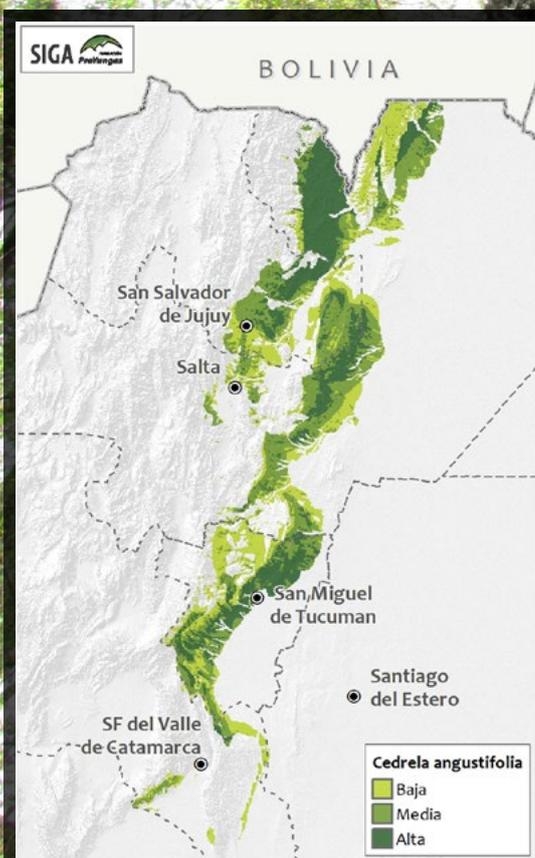 SIGA FUNDACIÓN
ProYungas
BOLIVIA
San Salvador
de Jujuy
Salta
San Miguel
de Tucuman
Santiago
del Estero
SF del Valle
de Catamarca
Cedrela angustifolia
Baja
Media
Alta